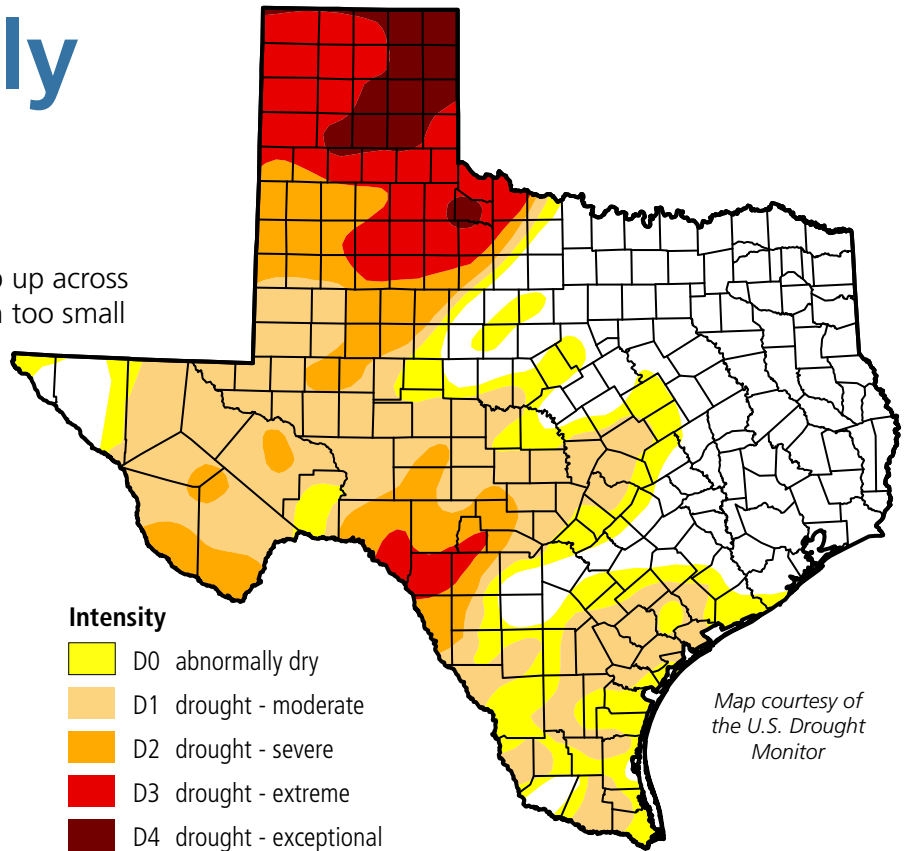 ly
up across
too small
Intensity
D0 abnormally dry
D1 drought - moderate
D2 drought - severe
D3 drought - extreme
D4 drought - exceptional
Map courtesy of
the U.S. Drought
Monitor